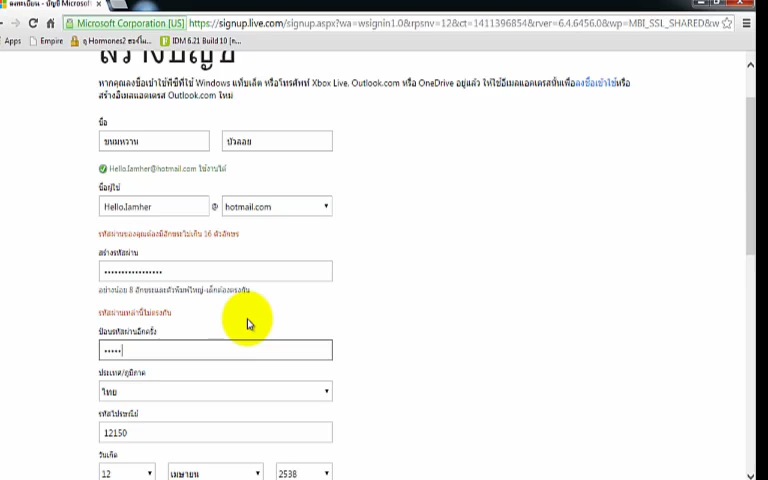 ลงทะเบียน - บัญชี Microsoft
Microsoft Corporation [US] https://signup.live.com/signup.aspx?wa=wsignin1.0&rpsnv=12&ct=1411396854&rver=6.4.6456.0&wp=MBI_SSL_SHARED&w
Apps Empire IDM 6.21 Build 10 [ก...
สร้างบัญชี
หากคุณลงชื่อเข้าใช้พีซีที่ใช้ Windows แท็บเล็ต หรือโทรศัพท์ Xbox Live, Outlook.com หรือ OneDrive อยู่แล้ว ให้ใช้อีเมลแอดเดรสนั้นเพื่อลงชื่อเข้าใช้หรือ
สร้างอีเมลแอดเดรส Outlook.com ใหม่
ชื่อ
ขนมหวาน บัวลอย
Hello.Iamher@hotmail.com ใช้งานได้
ชื่อผู้ใช้
Hello.Iamher @ hotmail.com
รหัสผ่านของคุณต้องมีอักขระไม่เกิน 16 ตัวอักษร
สร้างรหัสผ่าน
อย่างน้อย 8 อักขระและตัวพิมพ์ใหญ่-เล็กต้องตรงกัน
รหัสผ่านเหล่านี้ไม่ตรงกัน
ป้อนรหัสผ่านอีกครั้ง
ประเทศ/ภูมิภาค
ไทย
รหัสไปรษณีย์
12150
วันเกิด
12 เมษายน 2538